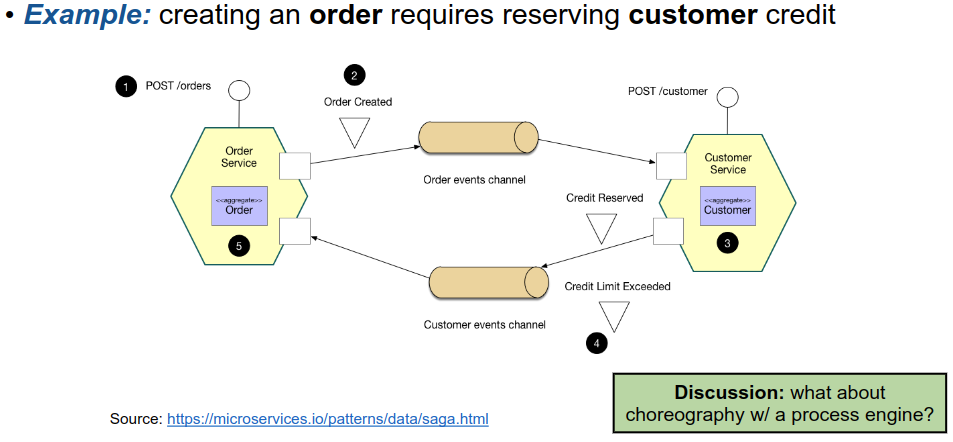 • Example: creating an order requires reserving customer credit
1 POST /orders
2
Order Created
POST /customer
Order
Service
Customer
Service
Order events channel
<<aggregate>>
Order
Credit Reserved
<<aggregate>>
Customer
5
3
Credit Limit Exceeded
Customer events channel
4
Discussion: what about
choreography w/ a process engine?
Source: https://microservices.io/patterns/data/saga.html